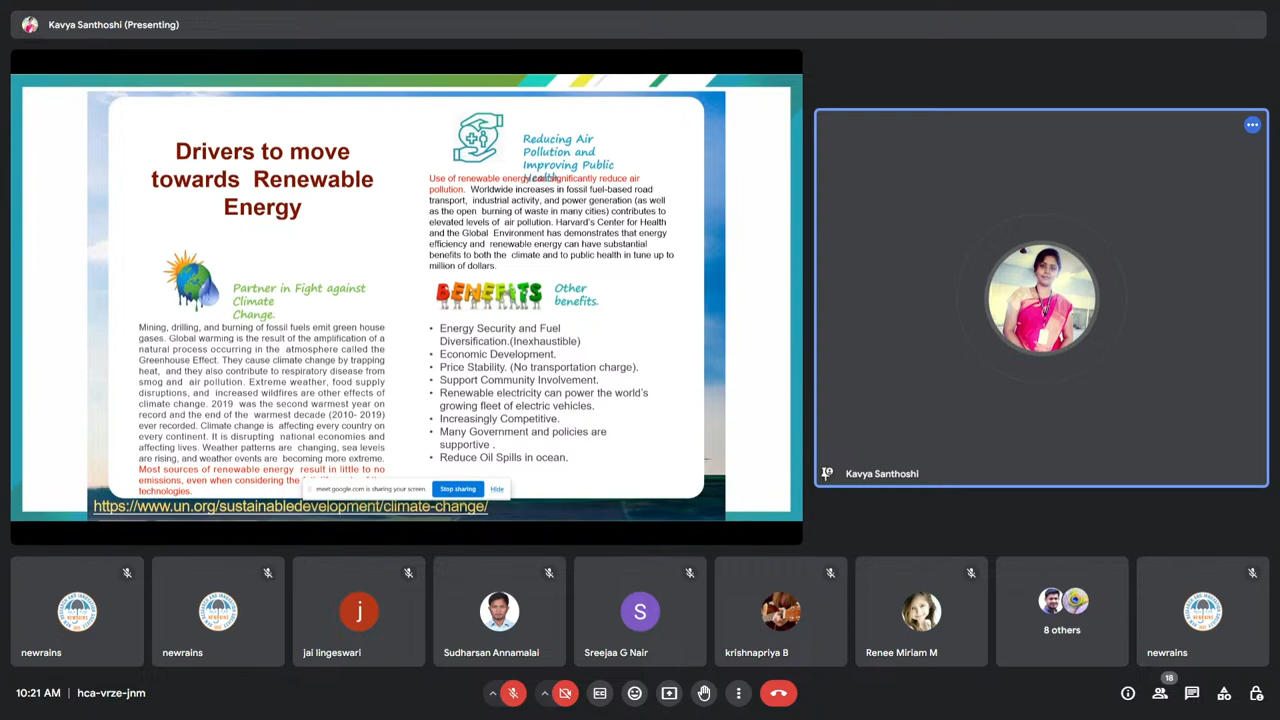 Kavya Santhoshi (Presenting)
Drivers to move
towards Renewable
Energy
Partner in Fight against
Climate
Change.
Mining, drilling, and burning of fossil fuels emit green house
gases. Global warming is the result of the amplification of a
natural process occurring in the atmosphere called the
Greenhouse Effect. They cause climate change by trapping
heat, and they also contribute to respiratory disease from
smog and air pollution. Extreme weather, food supply
disruptions, and increased wildfires are other effects of
climate change. 2019 was the second warmest year on
record and the end of the warmest decade (2010- 2019)
ever recorded. Climate change is affecting every country on
every continent. It is disrupting national economies and
affecting lives. Weather patterns are changing, sea levels
are rising, and weather events are becoming more extreme.
Most sources of renewable energy result in little to no
emissions, even when considering the
technologies.
https://www.un.org/sustainabledevelopment/climate-change/
Reducing Air
Pollution and
Improving Public
Health.
Use of renewable energy can significantly reduce air
pollution. Worldwide increases in fossil fuel-based road
transport, industrial activity, and power generation (as well
as the open burning of waste in many cities) contributes to
elevated levels of air pollution. Harvard's Center for Health
and the Global Environment has demonstrates that energy
efficiency and renewable energy can have substantial
benefits to both the climate and to public health in tune up to
million of dollars.
BENEFITS
Other
benefits.
• Energy Security and Fuel
Diversification.(Inexhaustible)
• Economic Development.
• Price Stability. (No transportation charge).
• Support Community Involvement.
• Renewable electricity can power the world's
growing fleet of electric vehicles.
• Increasingly Competitive.
• Many Government and policies are
supportive .
• Reduce Oil Spills in ocean.
meet.google.com is sharing your screen.
Stop sharing
Hide
Kavya Santhoshi
newrains
newrains
j
jai lingeswari
Sudharsan Annamalai
S
Sreejaa G Nair
krishnapriya B
Renee Miriam M
8 others
newrains
10:21 AM | hca-vrze-jnm
18